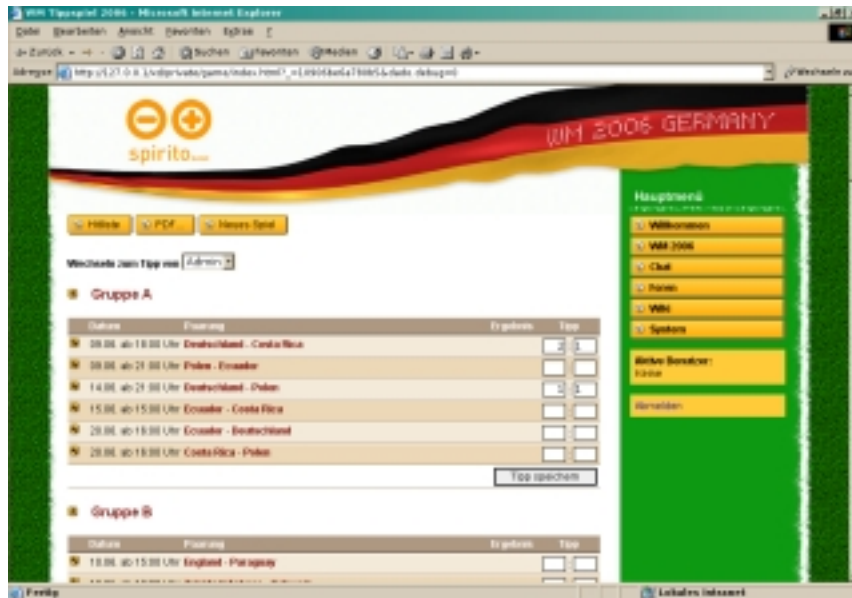 WM Tippspiel 2006 - Microsoft Internet Explorer
Datei Bearbeiten Ansicht Favoriten Extras ?
Zurück Suchen Favoriten Medien
Adresse
WM 2006 GERMANY
spirito
Hauptmenü
Hilfe PDF... Neues Spiel
Willkommen
WM 2006
Chat
Foren
Wiki
System
Wechseln zum Tipp von Admin
Gruppe A
Datum Paarung Ergebnis Tipp
09.06. ab 18:00 Uhr Deutschland - Costa Rica 2 : 1
09.06. ab 21:00 Uhr Polen - Ecuador
14.06. ab 21:00 Uhr Deutschland - Polen 1 : 1
15.06. ab 15:00 Uhr Ecuador - Costa Rica
20.06. ab 16:00 Uhr Ecuador - Deutschland
20.06. ab 16:00 Uhr Costa Rica - Polen
Tipp speichern
Aktive Benutzer:
Keine
Abmelden
Gruppe B
Datum Paarung Ergebnis Tipp
10.06. ab 15:00 Uhr England - Paraguay
Fertig
Lokales Intranet